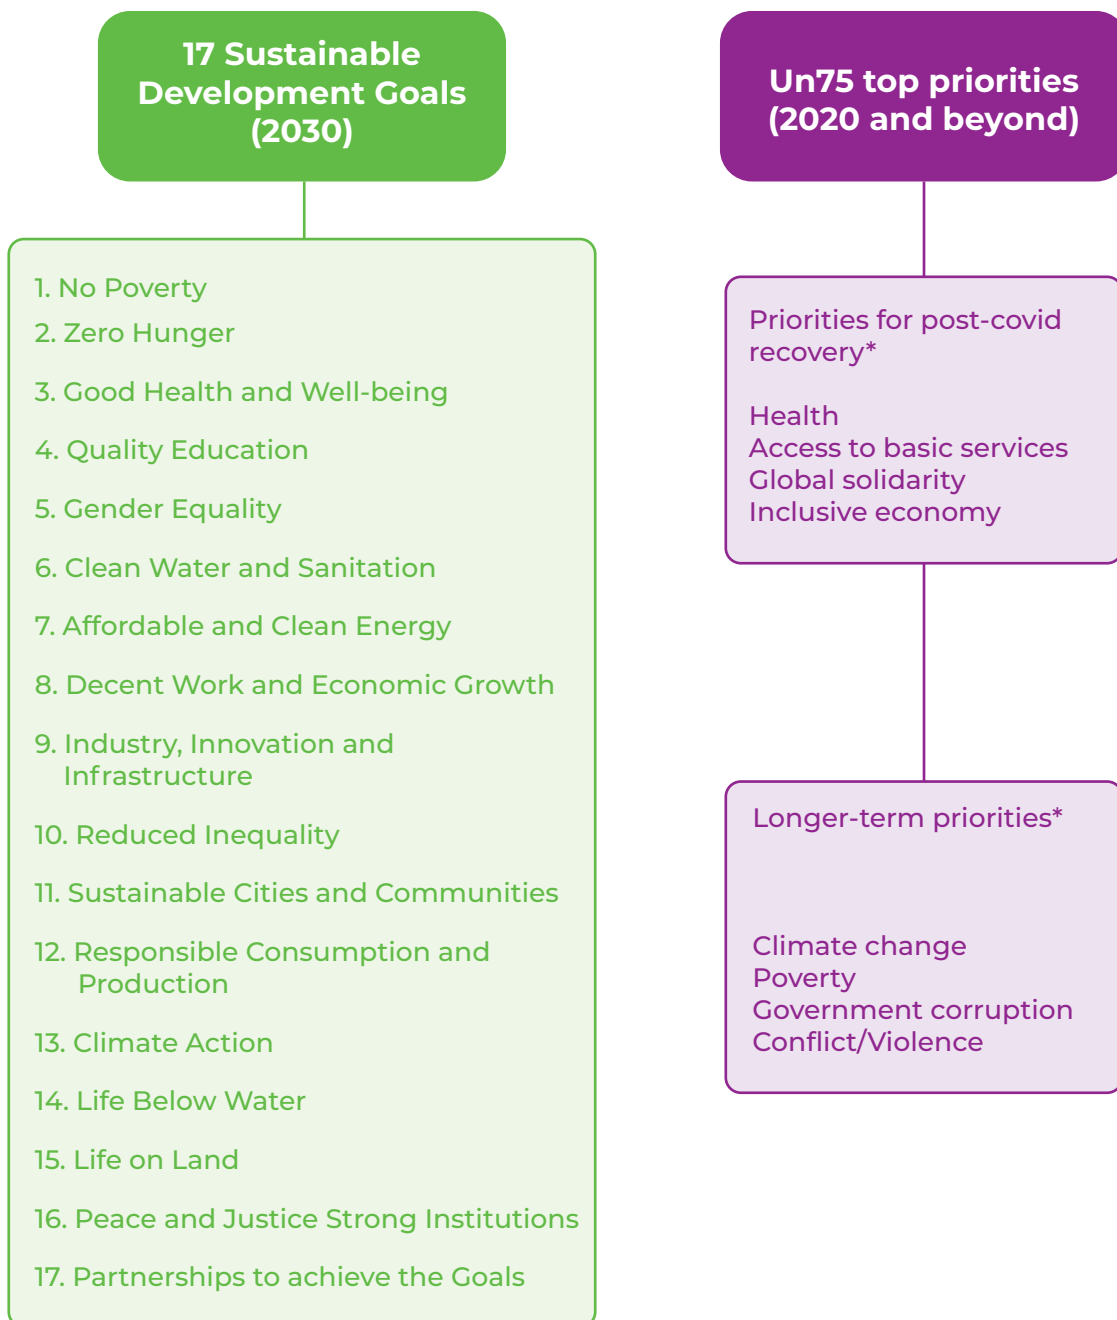 17 Sustainable
Development Goals
(2030)
1. No Poverty
2. Zero Hunger
3. Good Health and Well-being
4. Quality Education
5. Gender Equality
6. Clean Water and Sanitation
7. Affordable and Clean Energy
8. Decent Work and Economic Growth
9. Industry, Innovation and
Infrastructure
10. Reduced Inequality
11. Sustainable Cities and Communities
12. Responsible Consumption and
Production
13. Climate Action
14. Life Below Water
15. Life on Land
16. Peace and Justice Strong Institutions
17. Partnerships to achieve the Goals
Un75 top priorities
(2020 and beyond)
Priorities for post-covid
recovery*
Health
Access to basic services
Global solidarity
Inclusive economy
Longer-term priorities*
Climate change
Poverty
Government corruption
Conflict/Violence